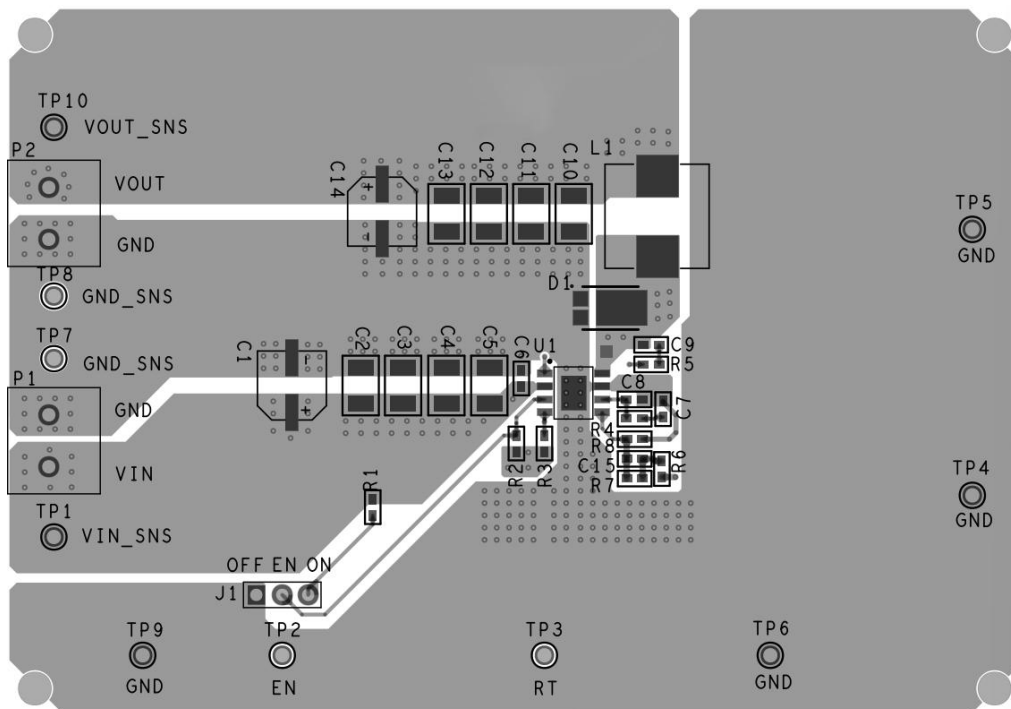 TP10
VOUT_SNS
P2
VOUT
GND
TP8
GND_SNS
TP7
GND_SNS
P1
GND
VIN
TP1
VIN_SNS
C14
+
-
C13
C12
C11
C10
L1
D1
C1
-
+
C2
C3
C4
C5
C6
U1
C9
R5
C8
C7
R4
R8
C15
R7
R6
R2
R3
R1
OFF EN ON
J1
TP5
GND
TP4
GND
TP9
GND
TP2
EN
TP3
RT
TP6
GND